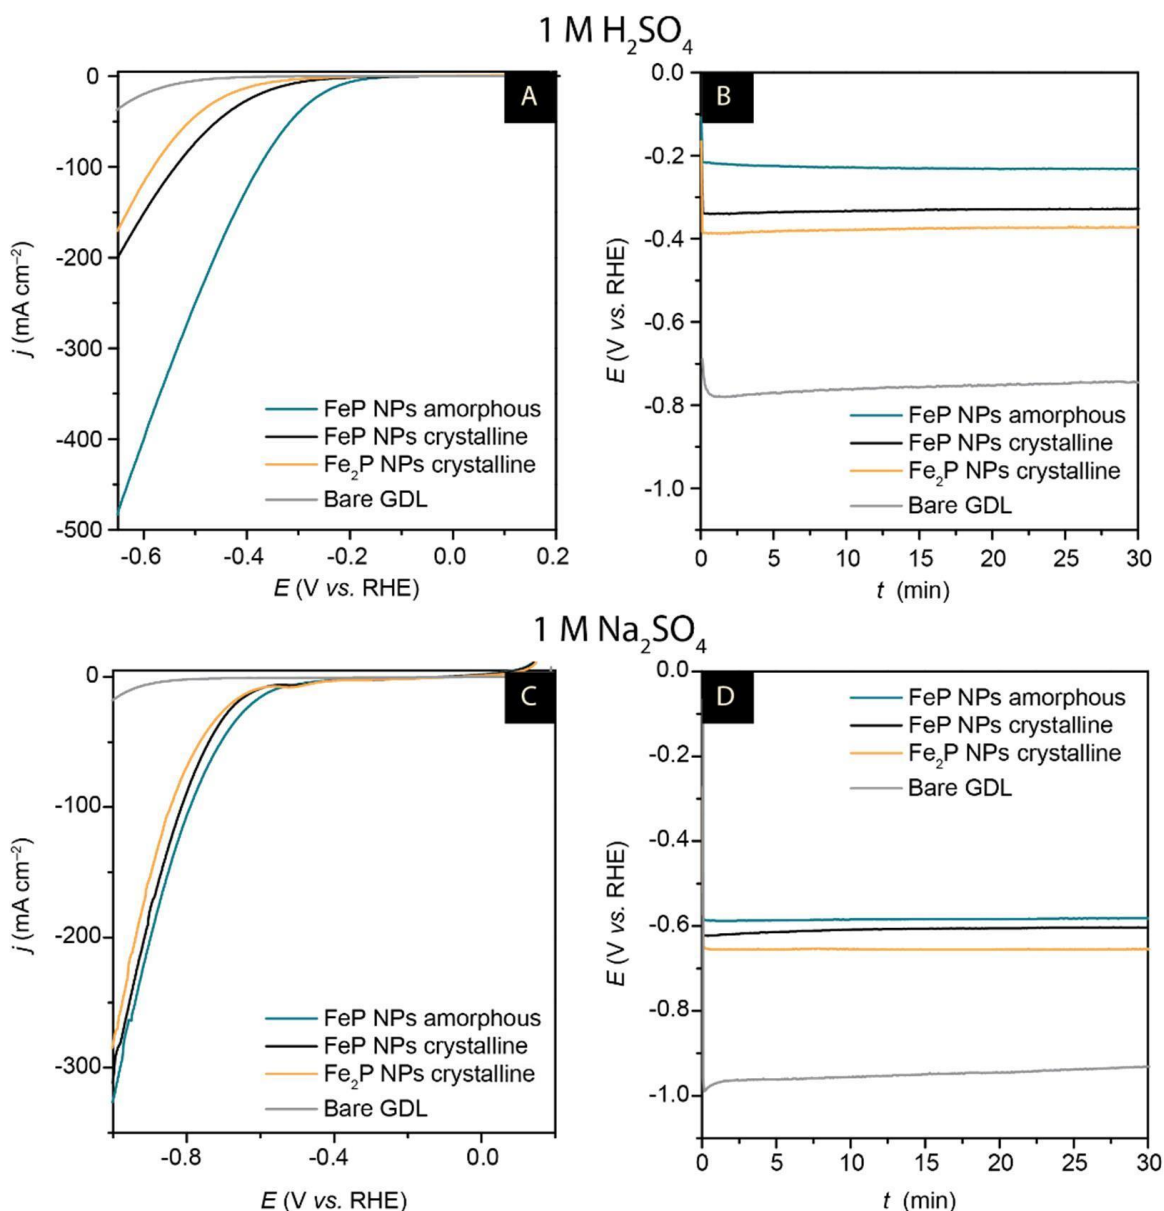 1 M H₂SO₄
A
0
-100
-200
-300
-400
-500
j (mA cm⁻²)
FeP NPs amorphous
FeP NPs crystalline
Fe₂P NPs crystalline
Bare GDL
-0.6 -0.4 -0.2 0.0 0.2
E (V vs. RHE)
B
0.0
-0.2
-0.4
-0.6
-0.8
-1.0
E (V vs. RHE)
FeP NPs amorphous
FeP NPs crystalline
Fe₂P NPs crystalline
Bare GDL
0 5 10 15 20 25 30
t (min)
1 M Na₂SO₄
C
0
-100
-200
-300
j (mA cm⁻²)
FeP NPs amorphous
FeP NPs crystalline
Fe₂P NPs crystalline
Bare GDL
-0.8 -0.4 0.0
E (V vs. RHE)
D
0.0
-0.2
-0.4
-0.6
-0.8
-1.0
E (V vs. RHE)
FeP NPs amorphous
FeP NPs crystalline
Fe₂P NPs crystalline
Bare GDL
0 5 10 15 20 25 30
t (min)